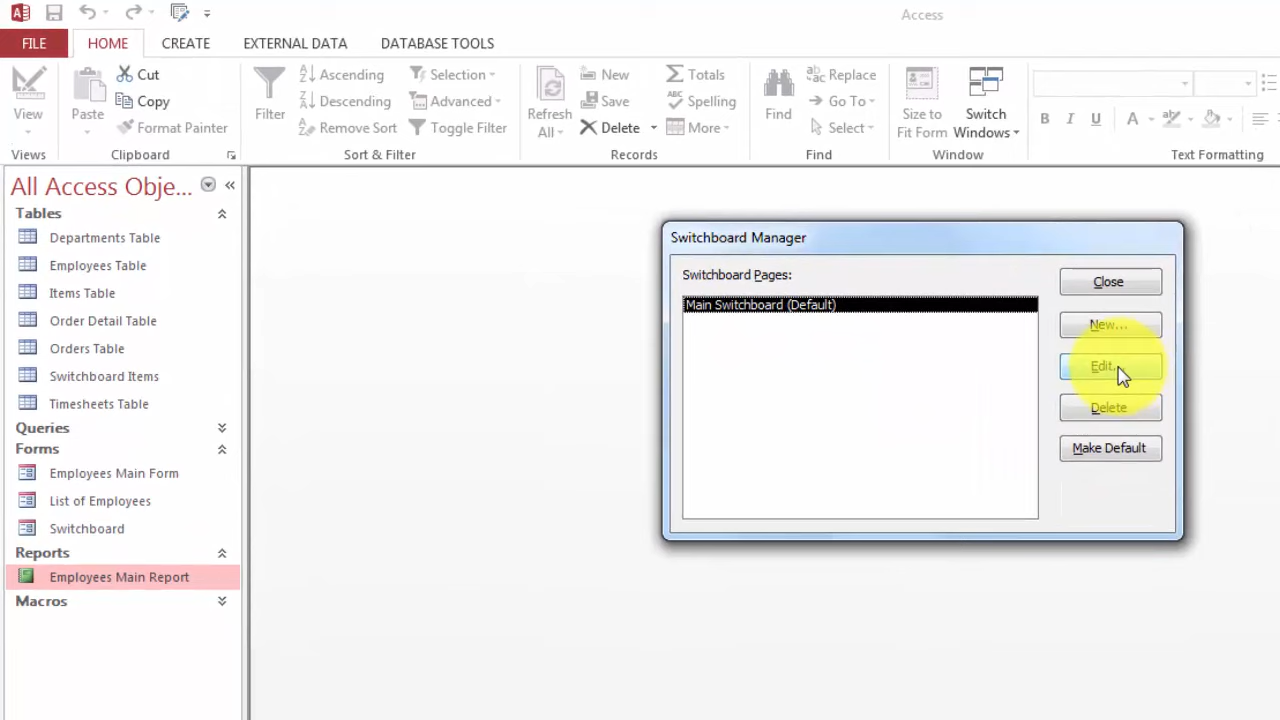 Access
FILE
HOME
CREATE
EXTERNAL DATA
DATABASE TOOLS
View
Views
Paste
Cut
Copy
Format Painter
Clipboard
Filter
Ascending
Descending
Remove Sort
Selection
Advanced
Toggle Filter
Sort & Filter
Refresh
All
New
Save
Delete
Totals
Spelling
More
Records
Find
Replace
Go To
Select
Find
Size to
Fit Form
Switch
Windows
Window
B I U A
Text Formatting
All Access Obje...
Tables
Departments Table
Employees Table
Items Table
Order Detail Table
Orders Table
Switchboard Items
Timesheets Table
Queries
Forms
Employees Main Form
List of Employees
Switchboard
Reports
Employees Main Report
Macros
Switchboard Manager
Switchboard Pages:
Main Switchboard (Default)
Close
New...
Edit...
Delete
Make Default